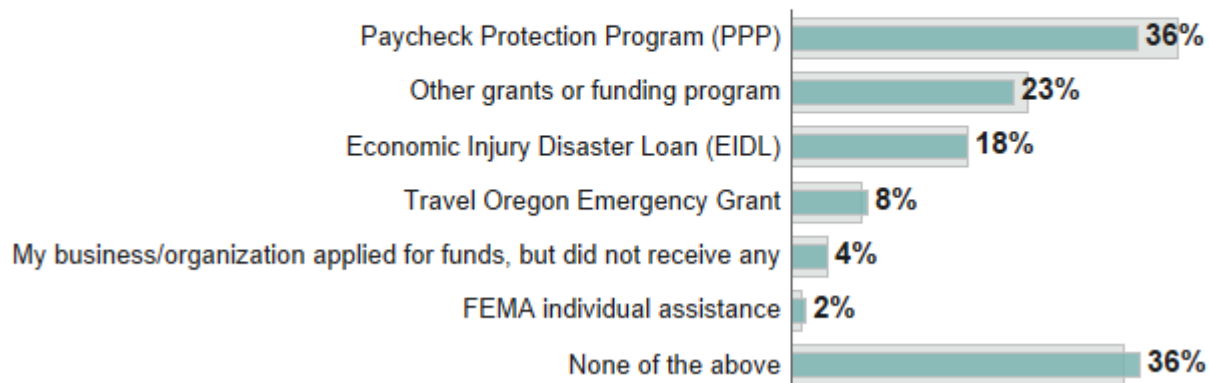 Paycheck Protection Program (PPP) 36%
Other grants or funding program 23%
Economic Injury Disaster Loan (EIDL) 18%
Travel Oregon Emergency Grant 8%
My business/organization applied for funds, but did not receive any 4%
FEMA individual assistance 2%
None of the above 36%